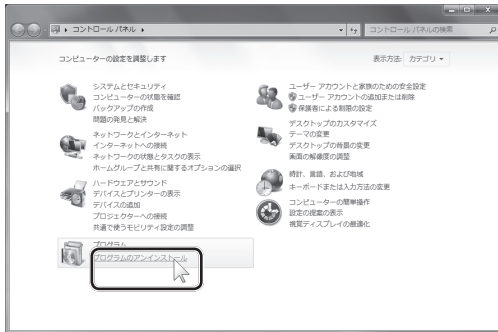 コントロール パネル
コントロール パネルの検索
コンピューターの設定を調整します
表示方法: カテゴリ
システムとセキュリティ
コンピューターの状態を確認
バックアップの作成
問題の発見と解決
ネットワークとインターネット
インターネットへの接続
ネットワークの状態とタスクの表示
ホームグループと共有に関するオプションの選択
ハードウェアとサウンド
デバイスとプリンターの表示
デバイスの追加
プロジェクターへの接続
共通で使うモビリティ設定の調整
プログラム
プログラムのアンインストール
ユーザー アカウントと家族のための安全設定
ユーザー アカウントの追加または削除
保護者による制限の設定
デスクトップのカスタマイズ
テーマの変更
デスクトップの背景の変更
画面の解像度の調整
時計、言語、および地域
キーボードまたは入力方法の変更
コンピューターの簡単操作
設定の提案の表示
視覚ディスプレイの最適化